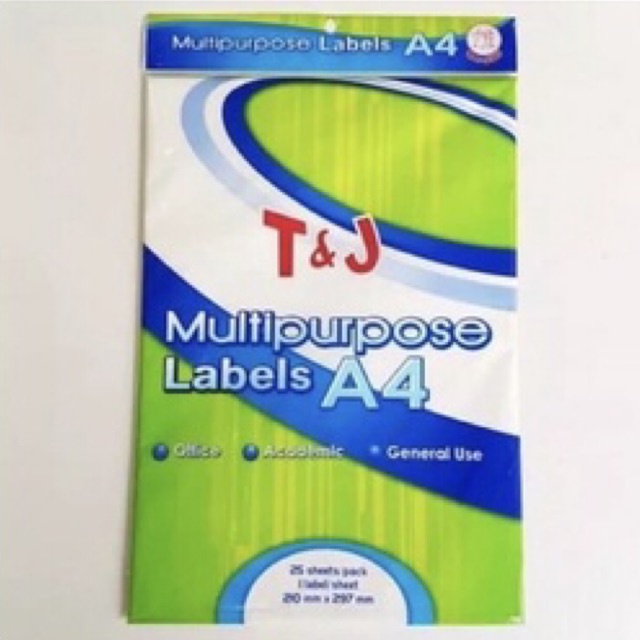 Multipurpose Labels A4
T&J
Multipurpose
Labels A4
Office Academic General Use
25 sheets pack
1 label sheet
210 mm x 297 mm